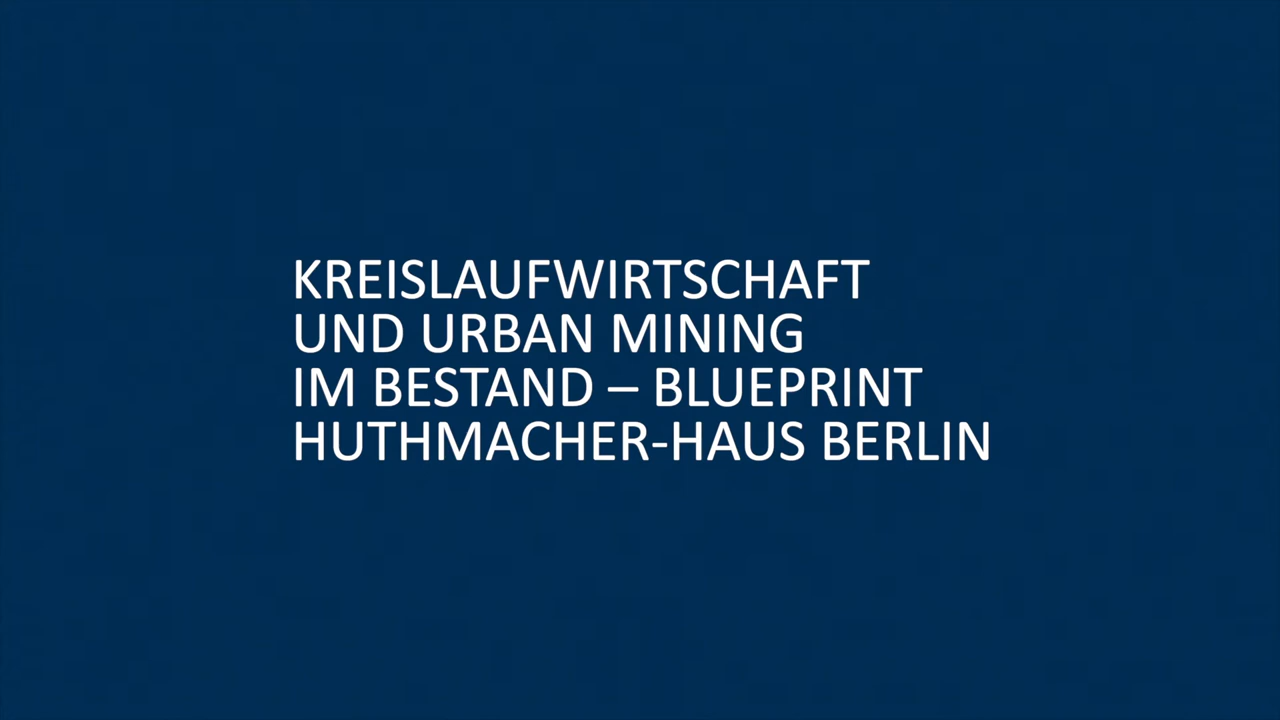 KREISLAUFWIRTSCHAFT
UND URBAN MINING
IM BESTAND – BLUEPRINT
HUTHMACHER-HAUS BERLIN